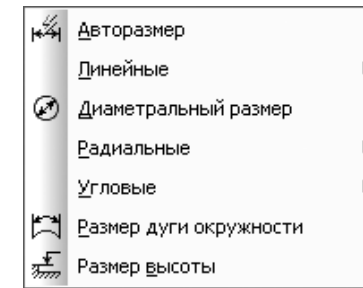 Авторазмер
Линейные
Диаметральный размер
Радиальные
Угловые
Размер дуги окружности
Размер высоты